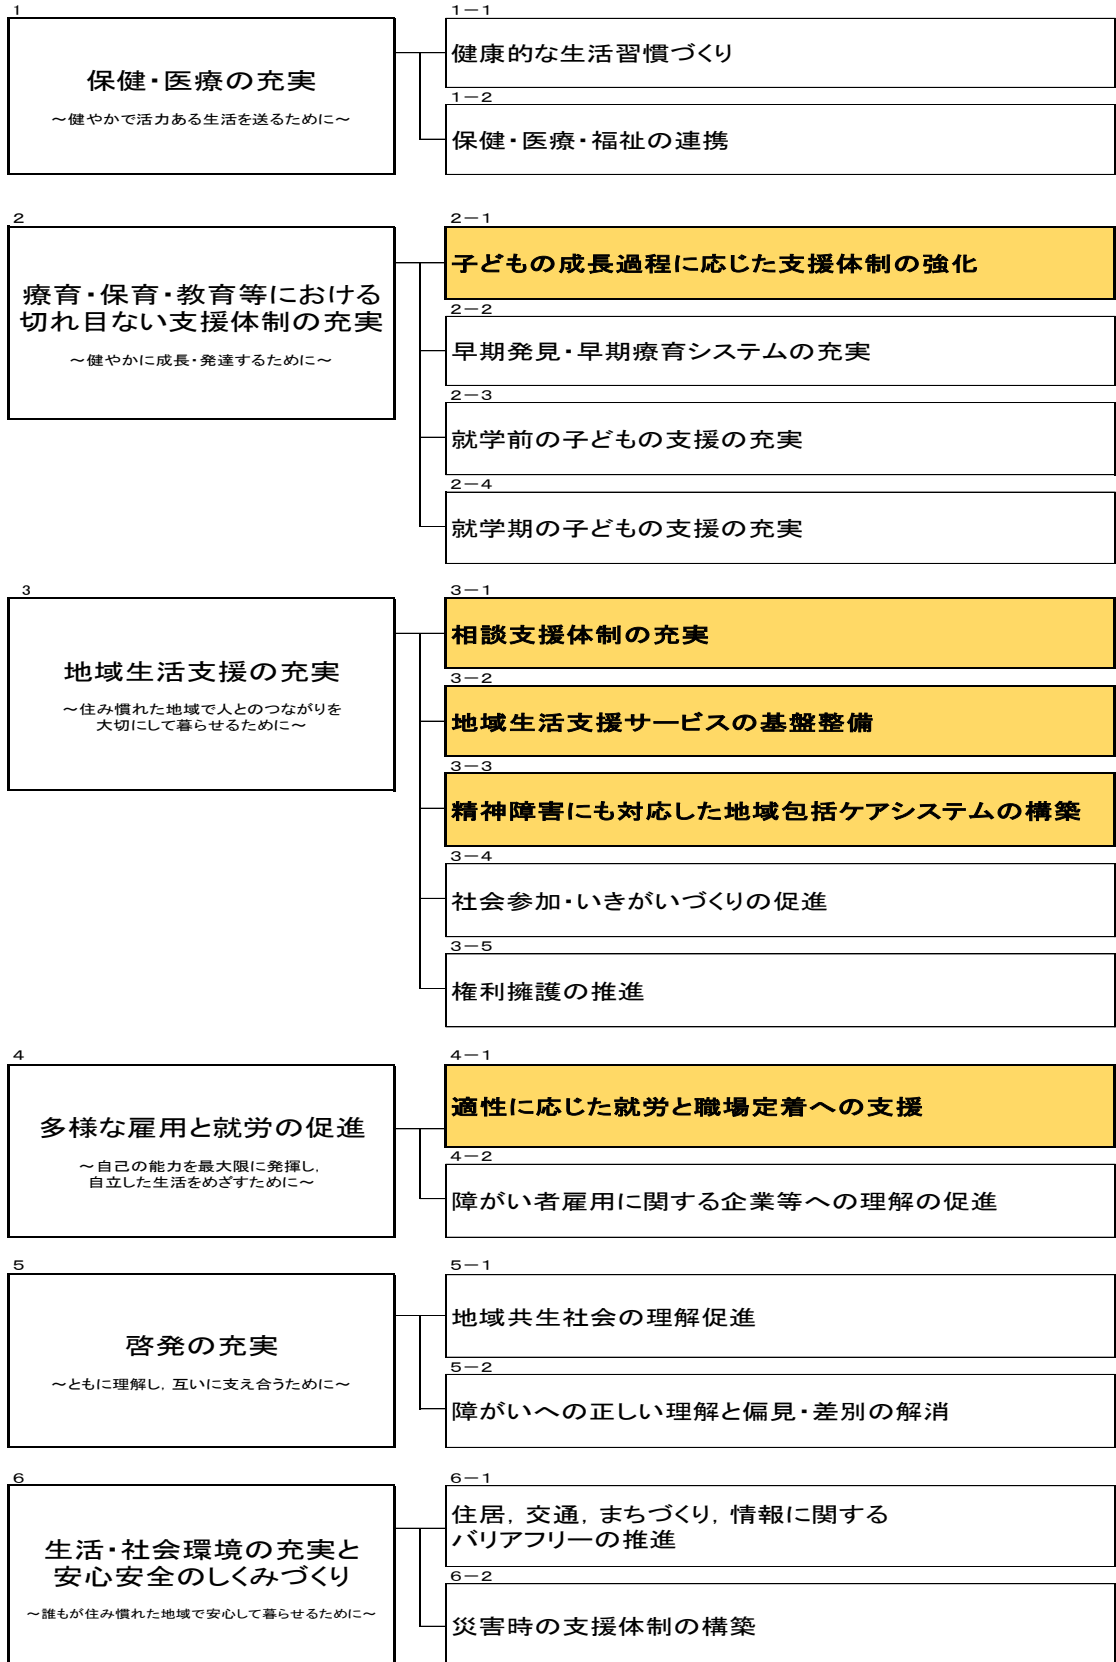 1
保健・医療の充実
～健やかで活力ある生活を送るために～
1－1
健康的な生活習慣づくり
1－2
保健・医療・福祉の連携
2
療育・保育・教育等における
切れ目ない支援体制の充実
～健やかに成長・発達するために～
2－1
子どもの成長過程に応じた支援体制の強化
2－2
早期発見・早期療育システムの充実
2－3
就学前の子どもの支援の充実
2－4
就学期の子どもの支援の充実
3
地域生活支援の充実
～住み慣れた地域で人とのつながりを
大切にして暮らせるために～
3－1
相談支援体制の充実
3－2
地域生活支援サービスの基盤整備
3－3
精神障害にも対応した地域包括ケアシステムの構築
3－4
社会参加・いきがいづくりの促進
3－5
権利擁護の推進
4
多様な雇用と就労の促進
～自己の能力を最大限に発揮し，
自立した生活をめざすために～
4－1
適性に応じた就労と職場定着への支援
4－2
障がい者雇用に関する企業等への理解の促進
5
啓発の充実
～ともに理解し，互いに支え合うために～
5－1
地域共生社会の理解促進
5－2
障がいへの正しい理解と偏見・差別の解消
6
生活・社会環境の充実と
安心安全のしくみづくり
～誰もが住み慣れた地域で安心して暮らせるために～
6－1
住居，交通，まちづくり，情報に関する
バリアフリーの推進
6－2
災害時の支援体制の構築